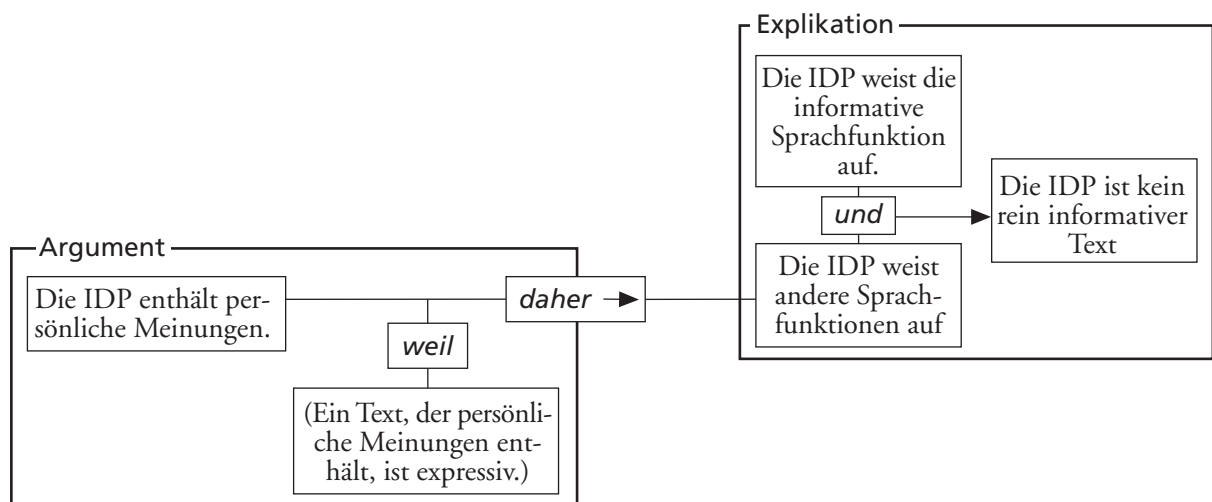 Explikation
Die IDP weist die
informative
Sprachfunktion
auf.
und
Die IDP ist kein
rein informativer
Text
Die IDP weist
andere Sprach-
funktionen auf
Argument
Die IDP enthält per-
sönliche Meinungen.
daher
weil
(Ein Text, der persönli-
che Meinungen ent-
hält, ist expressiv.)